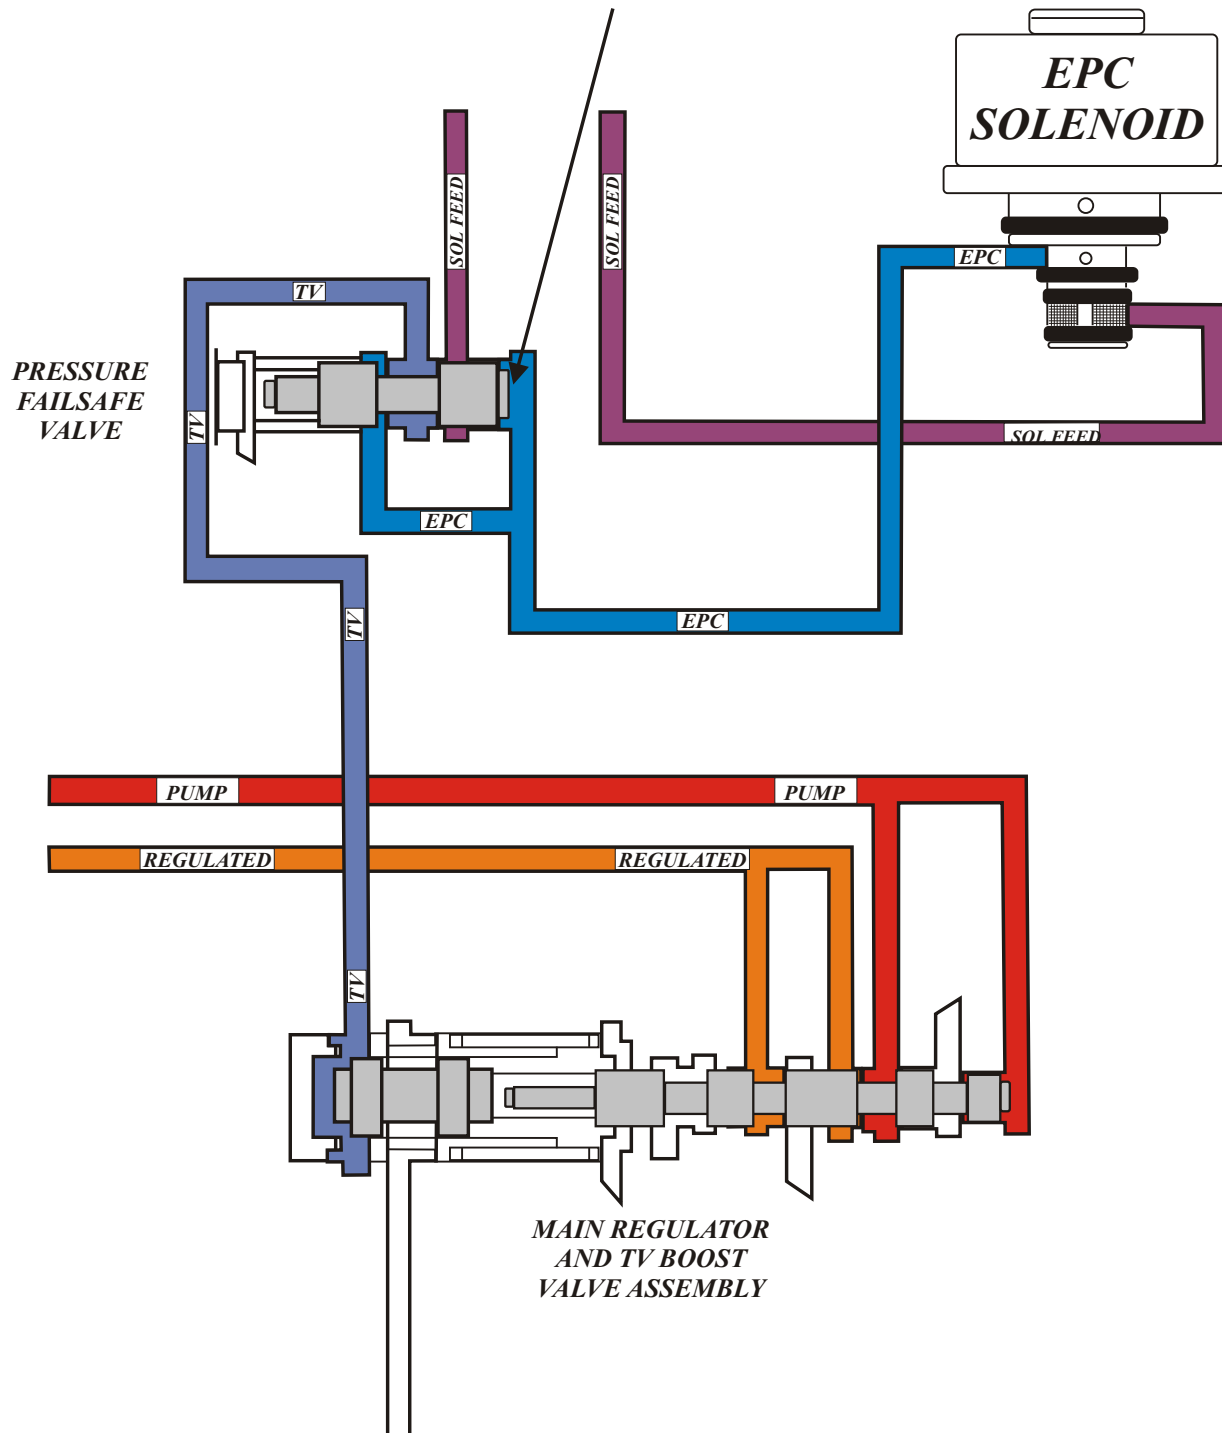 EPC
SOLENOID
SOL FEED
SOL FEED
EPC
TV
PRESSURE
FAILSAFE
VALVE
TV
SOL FEED
EPC
EPC
TV
PUMP
PUMP
REGULATED
REGULATED
TV
MAIN REGULATOR
AND TV BOOST
VALVE ASSEMBLY